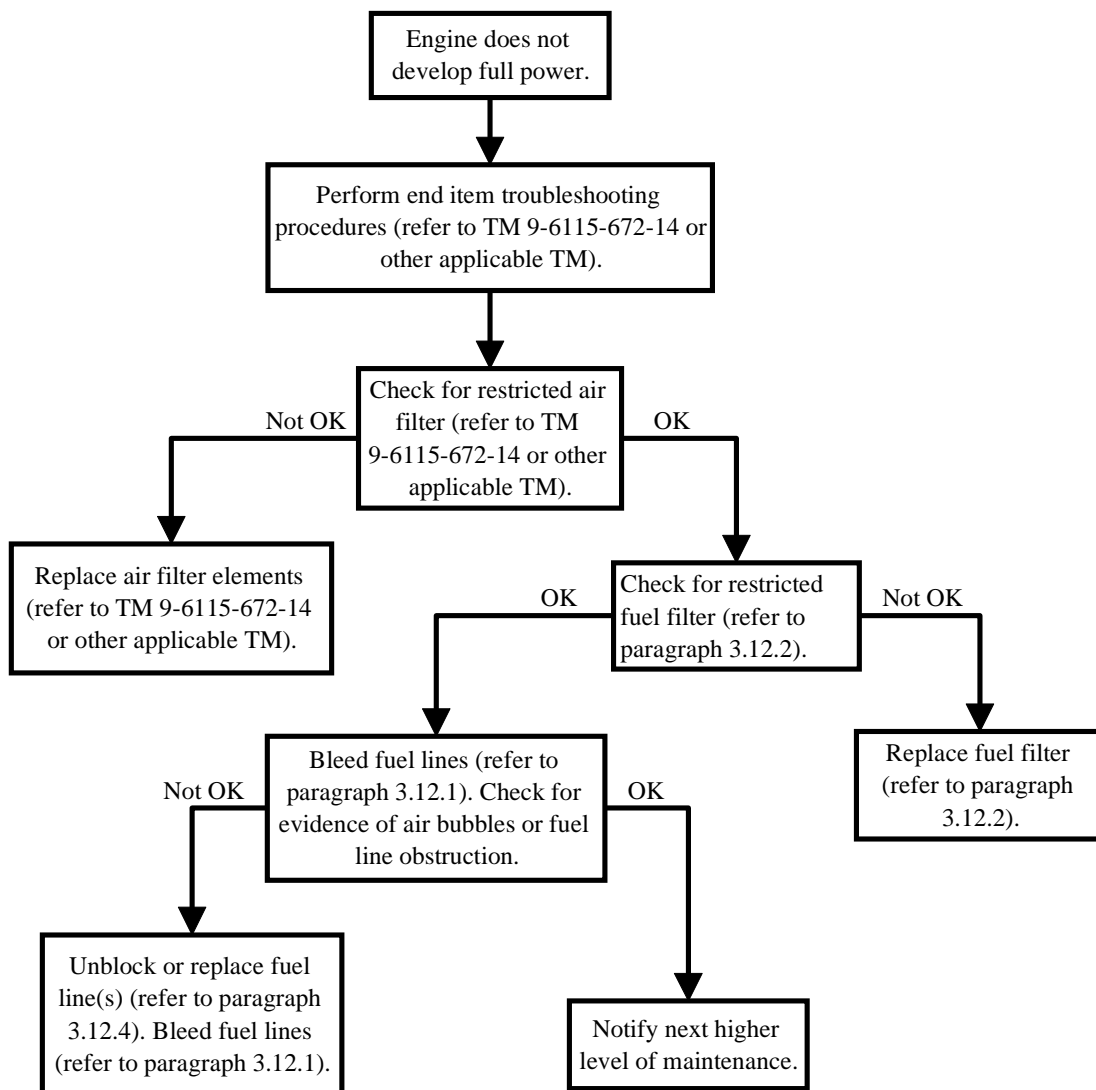 Engine does not
develop full power.
Perform end item troubleshooting
procedures (refer to TM 9-6115-672-14 or
other applicable TM).
Check for restricted air
filter (refer to TM
9-6115-672-14 or other
applicable TM).
Not OK
OK
Replace air filter elements
(refer to TM 9-6115-672-14
or other applicable TM).
Check for restricted
fuel filter (refer to
paragraph 3.12.2).
OK
Not OK
Bleed fuel lines (refer to
paragraph 3.12.1). Check for
evidence of air bubbles or fuel
line obstruction.
Replace fuel filter
(refer to paragraph
3.12.2).
Not OK
OK
Unblock or replace fuel
line(s) (refer to paragraph
3.12.4). Bleed fuel lines
(refer to paragraph 3.12.1).
Notify next higher
level of maintenance.